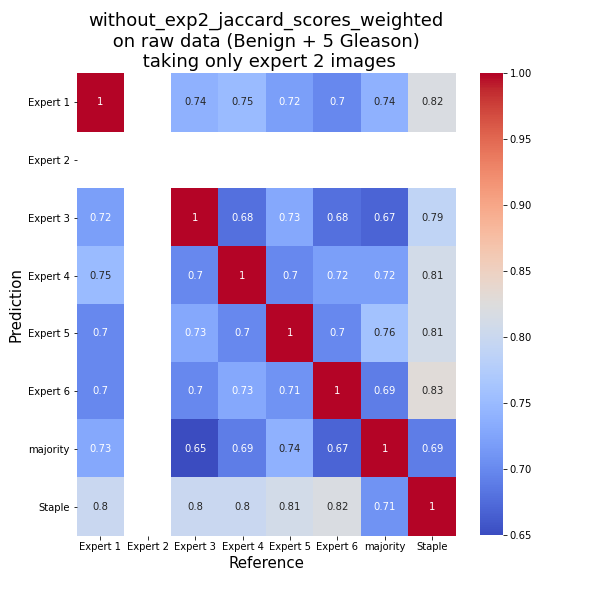 without_exp2_jaccard_scores_weighted
on raw data (Benign + 5 Gleason)
taking only expert 2 images
Prediction
Expert 1 1 0.74 0.75 0.72 0.7 0.74 0.82
Expert 2
Expert 3 0.72 1 0.68 0.73 0.68 0.67 0.79
Expert 4 0.75 0.7 1 0.7 0.72 0.72 0.81
Expert 5 0.7 0.73 0.7 1 0.7 0.76 0.81
Expert 6 0.7 0.7 0.73 0.71 1 0.69 0.83
majority 0.73 0.65 0.69 0.74 0.67 1 0.69
Staple 0.8 0.8 0.8 0.81 0.82 0.71 1
Expert 1 Expert 2 Expert 3 Expert 4 Expert 5 Expert 6 majority Staple
Reference
1.00
0.95
0.90
0.85
0.80
0.75
0.70
0.65